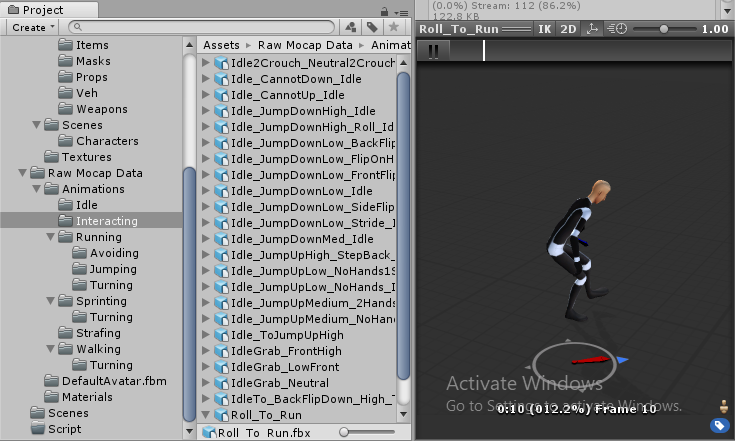 Project
Create
Items
Masks
Props
Veh
Weapons
Scenes
Characters
Textures
Raw Mocap Data
Animations
Idle
Interacting
Running
Avoiding
Jumping
Turning
Sprinting
Turning
Strafing
Walking
Turning
DefaultAvatar.fbm
Materials
Scenes
Script
Assets ▸ Raw Mocap Data ▸ Animat
Idle2Crouch_Neutral2Crouch
Idle_CannotDown_Idle
Idle_CannotUp_Idle
Idle_JumpDownHigh_Idle
Idle_JumpDownHigh_Roll_Id
Idle_JumpDownLow_BackFlip
Idle_JumpDownLow_FlipOnH
Idle_JumpDownLow_FrontFlip
Idle_JumpDownLow_Idle
Idle_JumpDownLow_SideFlip
Idle_JumpDownLow_Stride_I
Idle_JumpDownMed_Idle
Idle_JumpUpHigh_StepBack_
Idle_JumpUpLow_NoHands1S
Idle_JumpUpLow_NoHands_I
Idle_JumpUpMedium_2Hands
Idle_JumpUpMedium_NoHan
Idle_ToJumpUpHigh
IdleGrab_FrontHigh
IdleGrab_LowFront
IdleGrab_Neutral
IdleTo_BackFlipDown_High_
Roll_To_Run
Roll_To_Run.fbx
(0.0%) Stream: 112 (86.2%)
122.8 KB
Roll_To_Run IK 2D 1.00
Activate Windows
Go to Settings to activate Windows.
0:10 (012.2%) Frame 10